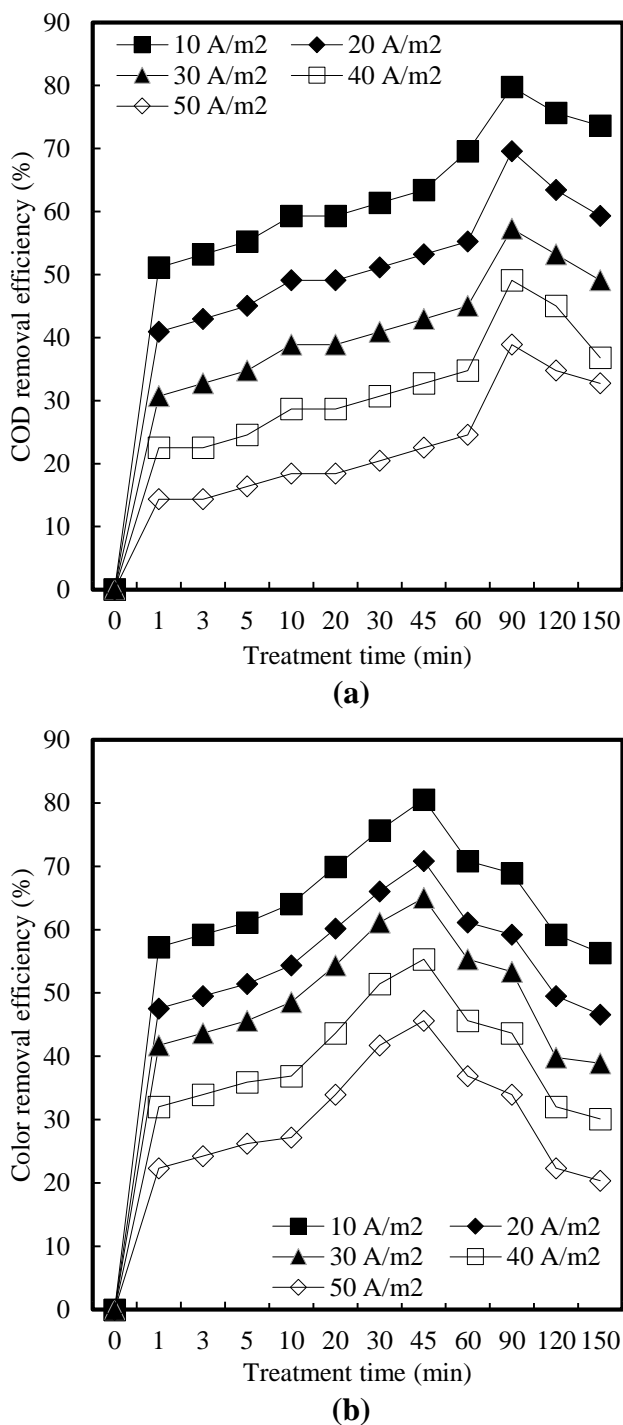 90
80
70
60
50
40
30
20
10
0
COD removal efficiency (%)
10 A/m2 20 A/m2
30 A/m2 40 A/m2
50 A/m2
0 1 3 5 10 20 30 45 60 90 120 150
Treatment time (min)
(a)
90
80
70
60
50
40
30
20
10
0
Color removal efficiency (%)
10 A/m2 20 A/m2
30 A/m2 40 A/m2
50 A/m2
0 1 3 5 10 20 30 45 60 90 120 150
Treatment time (min)
(b)